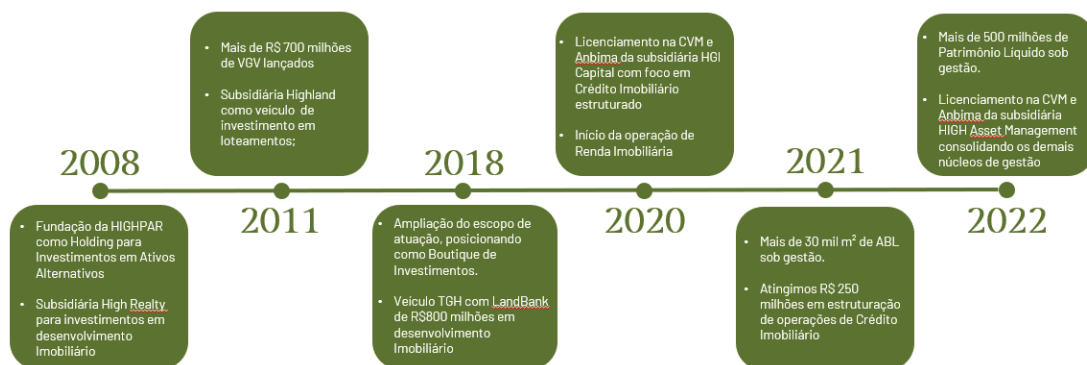 2008
• Fundação da HIGHPAR
como Holding para
Investimentos em Ativos
Alternativos
• Subsidiária High Realty
para investimentos em
desenvolvimento
Imobiliário
• Mais de R$ 700 milhões
de VGV lançados
• Subsidiária Highland
como veículo de
investimento em
loteamentos;
2011
2018
• Ampliação do escopo de
atuação, posicionando
como Boutique de
Investimentos.
• Veículo TGH com LandBank
de R$800 milhões em
desenvolvimento
Imobiliário
• Licenciamento na CVM e
Anbima da subsidiária HGI
Capital com foco em
Crédito Imobiliário
estruturado
• Início da operação de
Renda Imobiliária
2020
2021
• Mais de 30 mil m² de ABL
sob gestão.
• Atingimos R$ 250
milhões em estruturação
de operações de Crédito
Imobiliário
• Mais de 500 milhões de
Patrimônio Líquido sob
gestão.
• Licenciamento na CVM e
Anbima da subsidiária
HIGH Asset Management
consolidando os demais
núcleos de gestão
2022